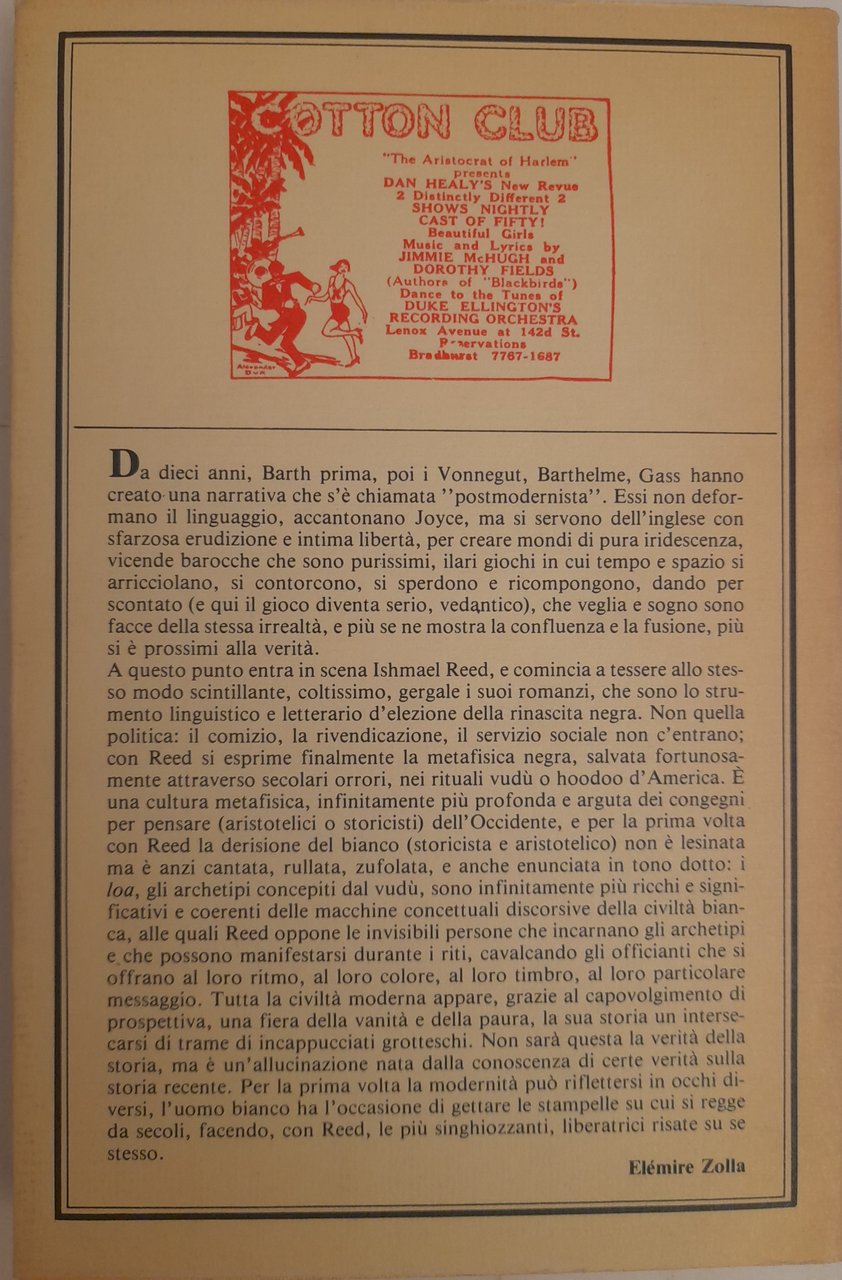 COTTON CLUB
"The Aristocrat of Harlem"
presents
DAN HEALY'S New Revue
2 Distinctly Different 2
SHOWS NIGHTLY
CAST OF FIFTY!
Beautiful Girls
Music and Lyrics by
JIMMIE McHUGH and
DOROTHY FIELDS
(Authors of "Blackbirds")
Dance to the Tunes of
DUKE ELLINGTON'S
RECORDING ORCHESTRA
Lenox Avenue at 142d St.
Bradhurst 7767-1687
Da dieci anni, Barth prima, poi i Vonnegut, Barthelme, Gass hanno
creato una narrativa che s'è chiamata ''postmodernista''. Essi non defor-
mano il linguaggio, accantonano Joyce, ma si servono dell'inglese con
sfarzosa erudizione e intima libertà, per creare mondi di pura iridescenza,
vicende barocche che sono purissimi, ilari giochi in cui tempo e spazio si
arricciolano, si contorcono, si sperdono e ricompongono, dando per
scontato (e qui il gioco diventa serio, vedantico), che veglia e sogno sono
facce della stessa irrealtà, e più se ne mostra la confluenza e la fusione, più
si è prossimi alla verità.
A questo punto entra in scena Ishmael Reed, e comincia a tessere allo stes-
so modo scintillante, coltissimo, gergale i suoi romanzi, che sono lo stru-
mento linguistico e letterario d'elezione della rinascita negra. Non quella
politica: il comizio, la rivendicazione, il servizio sociale non c'entrano;
con Reed si esprime finalmente la metafisica negra, salvata fortunosa-
mente attraverso secolari orrori, nei rituali vudù o hoodoo d'America. È
una cultura metafisica, infinitamente più profonda e arguta dei congegni
per pensare (aristotelici o storicisti) dell'Occidente, e per la prima volta
con Reed la derisione del bianco (storicista e aristotelico) non è lesinata
ma è anzi cantata, rullata, zufolata, e anche enunciata in tono dotto: i
loa, gli archetipi concepiti dal vudù, sono infinitamente più ricchi e signi-
ficativi e coerenti delle macchine concettuali discorsive della civiltà bian-
ca, alle quali Reed oppone le invisibili persone che incarnano gli archetipi
e che possono manifestarsi durante i riti, cavalcando gli officianti che si
offrano al loro ritmo, al loro colore, al loro timbro, al loro particolare
messaggio. Tutta la civiltà moderna appare, grazie al capovolgimento di
prospettiva, una fiera della vanità e della paura, la sua storia un interse-
carsi di trame di incappucciati grotteschi. Non sarà questa la verità della
storia, ma è un'allucinazione nata dalla conoscenza di certe verità sulla
storia recente. Per la prima volta la modernità può riflettersi in occhi di-
versi, l'uomo bianco ha l'occasione di gettare le stampelle su cui si regge
da secoli, facendo, con Reed, le più singhiozzanti, liberatrici risate su se
stesso.
Elémire Zolla